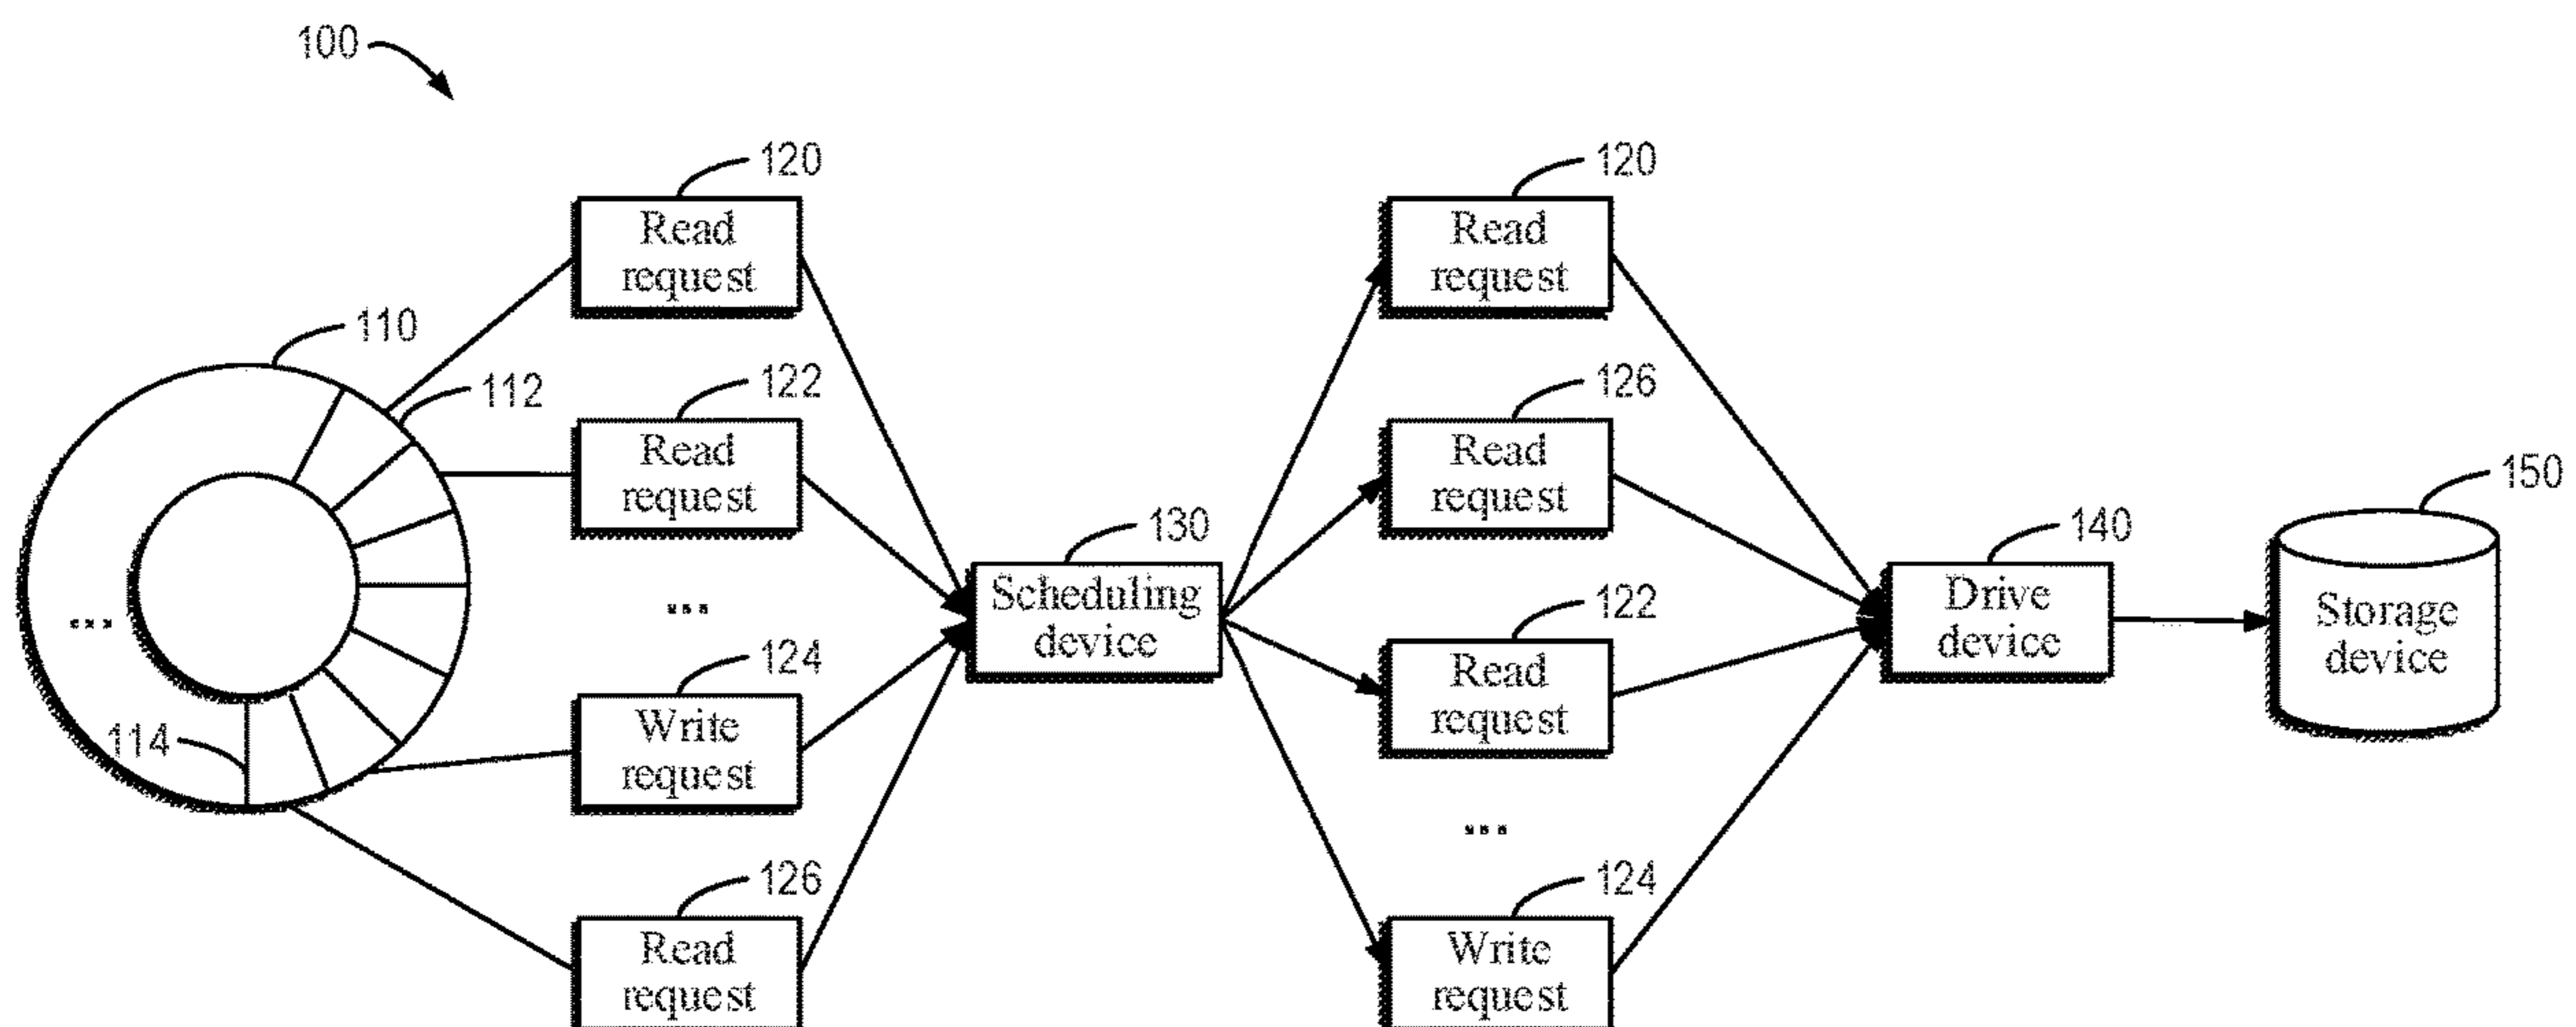 100
120
Read
request
110
112
122
Read
request
...
...
114
124
Write
request
126
Read
request
130
Scheduling
device
120
Read
request
126
Read
request
122
Read
request
...
124
Write
request
140
Drive
device
150
Storage
device